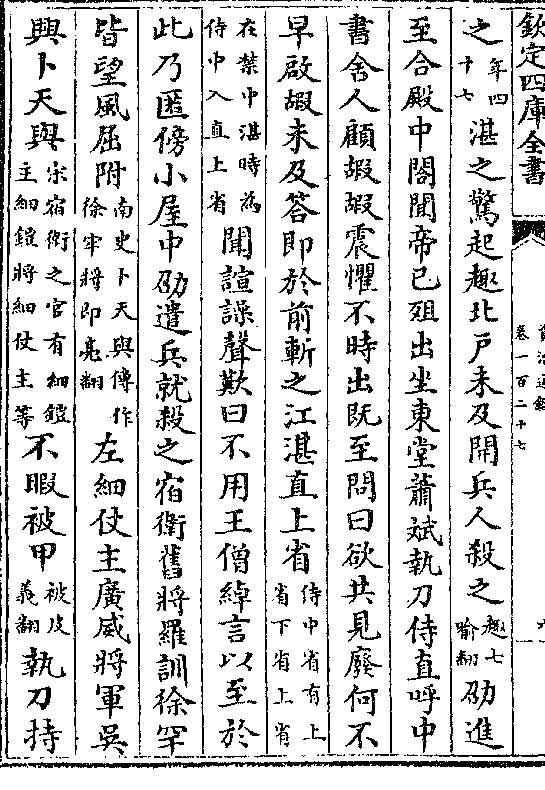 欽定四庫全書
資治通鑑
卷一百二十七
六
之年四十七湛之驚起趣北戶未及開兵人殺之趣七喻翻劭進
至合殿中閤聞帝已殂出坐東堂蕭斌執刀侍直呼中
書舍人顧嘏嘏震懼不時出既至問曰欲共見廢何不
早啟嘏未及答即於前斬之江湛直上省侍中省有上省下省上省
在禁中湛時為侍中入直上省聞諠譟聲歎曰不用王僧綽言以至於
此乃匿傍小屋中劭遣兵就殺之宿衛舊將羅訓徐罕
皆望風屈附南史卜天與傳作徐牢將即亮翻左細仗主廣威將軍吳
興卜天與宋宿衛之官有細鎧主細鎧將細仗主等不暇被甲被皮義翻執刀持